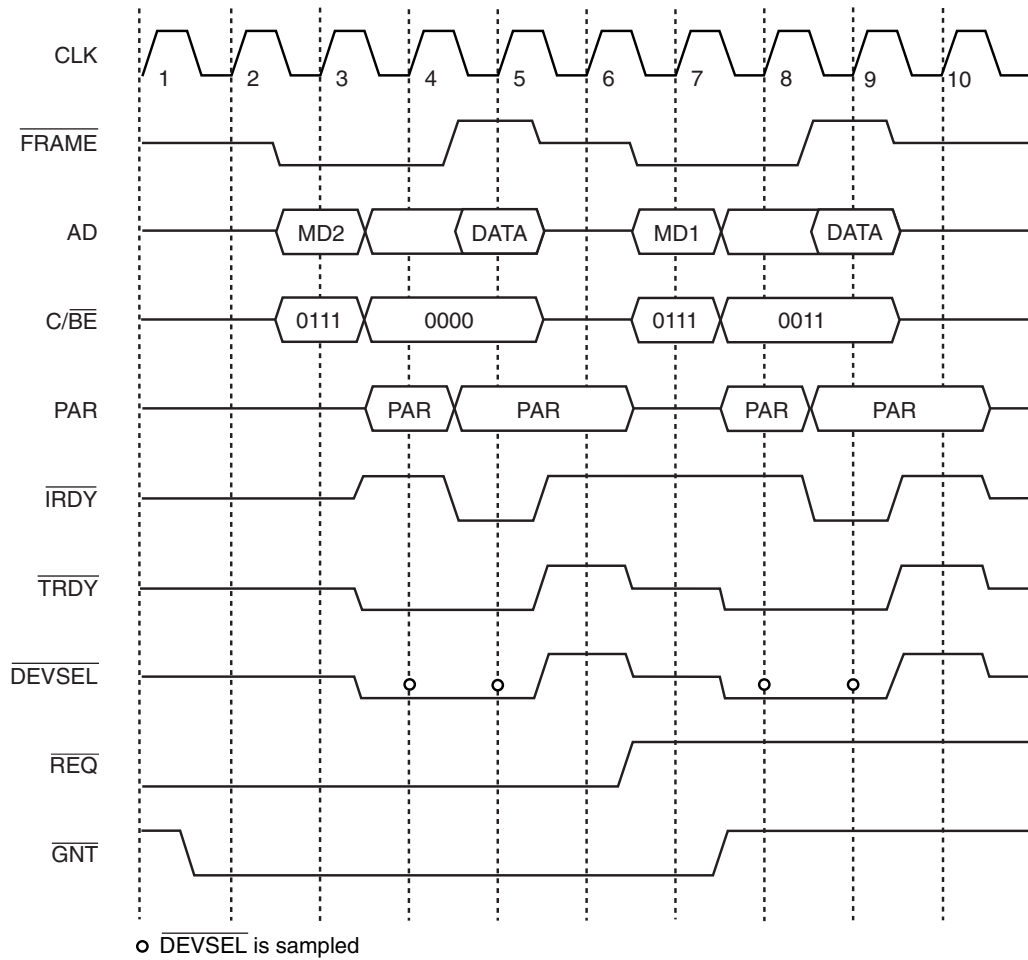 CLK
1 2 3 4 5 6 7 8 9 10
FRAME
AD
MD2 DATA MD1 DATA
C/BE
0111 0000 0111 0011
PAR
PAR PAR PAR PAR
IRDY
TRDY
DEVSEL
REQ
GNT
DEVSEL is sampled